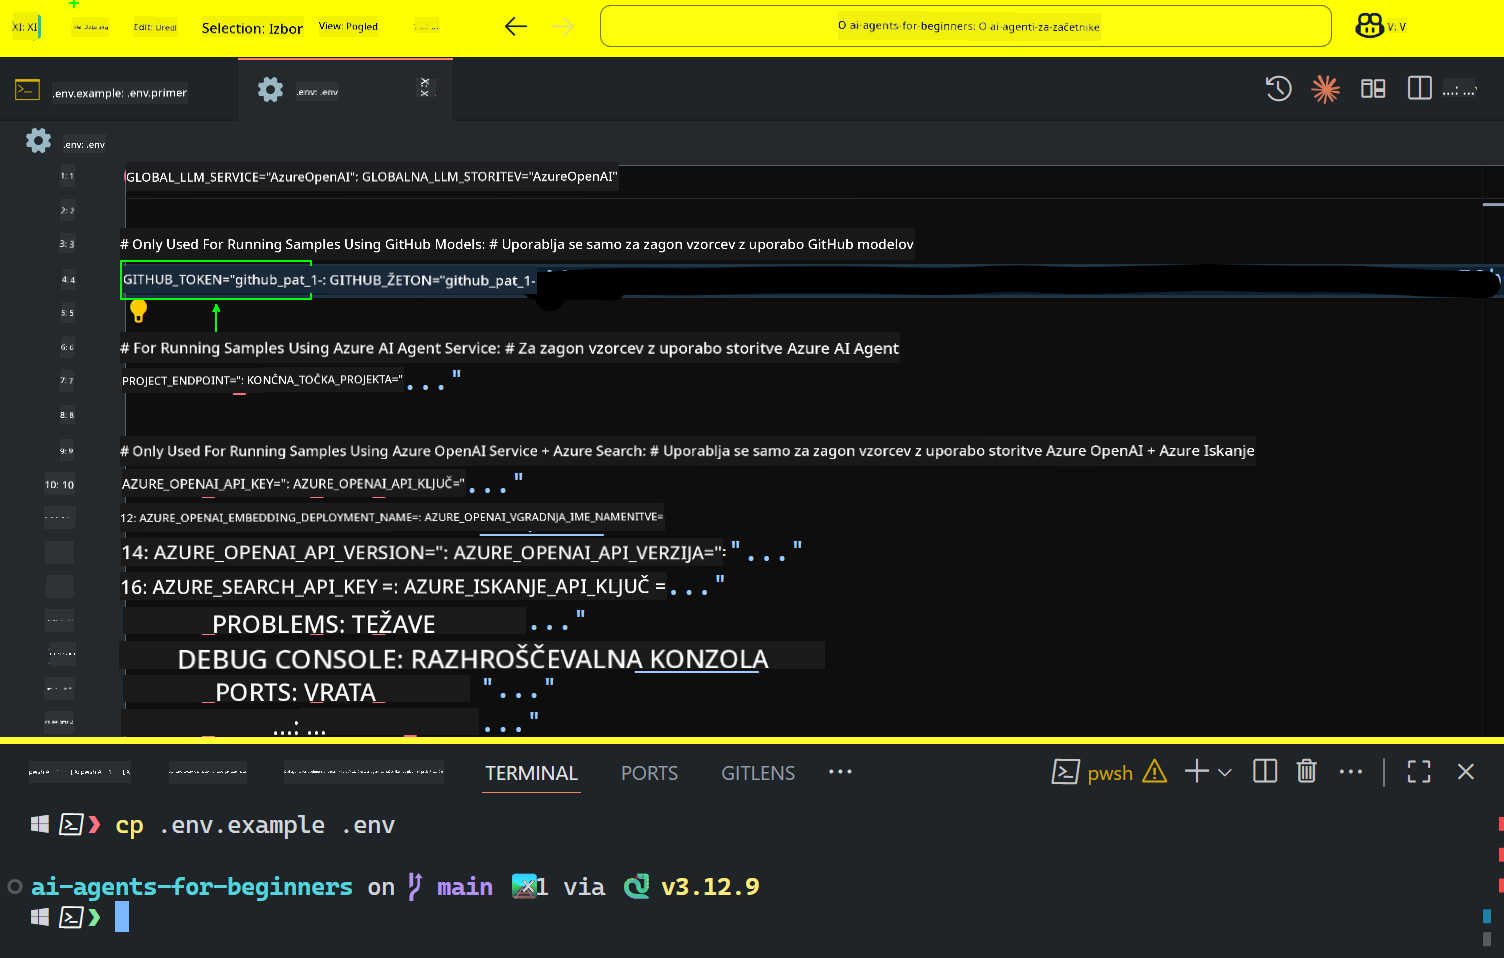 XI: XI
Edit: Uredi
Selection: Izbor
View: Pogled
O ai-agents-for-beginners: O ai-agenti-za-začetnike
V: V
.env.example: .env.primer
.env: .env
X: X
...: ...
.env: .env
1: 1
GLOBAL_LLM_SERVICE="AzureOpenAI": GLOBALNA_LLM_STORITEV="AzureOpenAI"
2: 2
3: 3
# Only Used For Running Samples Using GitHub Models: # Uporablja se samo za zagon vzorcev z uporabo GitHub modelov
4: 4
GITHUB_TOKEN="github_pat_1-: GITHUB_ŽETON="github_pat_1-
5: 5
6: 6
# For Running Samples Using Azure AI Agent Service: # Za zagon vzorcev z uporabo storitve Azure AI Agent
7: 7
PROJECT_ENDPOINT=": KONČNA_TOČKA_PROJEKTA="..."
8: 8
9: 9
# Only Used For Running Samples Using Azure OpenAI Service + Azure Search: # Uporablja se samo za zagon vzorcev z uporabo storitve Azure OpenAI + Azure Iskanje
10: 10
AZURE_OPENAI_API_KEY=": AZURE_OPENAI_API_KLJUČ="..."
12: AZURE_OPENAI_EMBEDDING_DEPLOYMENT_NAME=: AZURE_OPENAI_VGRADNJA_IME_NAMENITVE=
14: AZURE_OPENAI_API_VERSION=": AZURE_OPENAI_API_VERZIJA=": "..."
16: AZURE_SEARCH_API_KEY =: AZURE_ISKANJE_API_KLJUČ =..."
PROBLEMS: TEŽAVE ..."
DEBUG CONSOLE: RAZHROŠČEVALNA KONZOLA
PORTS: VRATA "..."
...: ... ..."
TERMINAL
PORTS
GITLENS
...
pwsh
cp .env.example .env
ai-agents-for-beginners on main 1 via v3.12.9